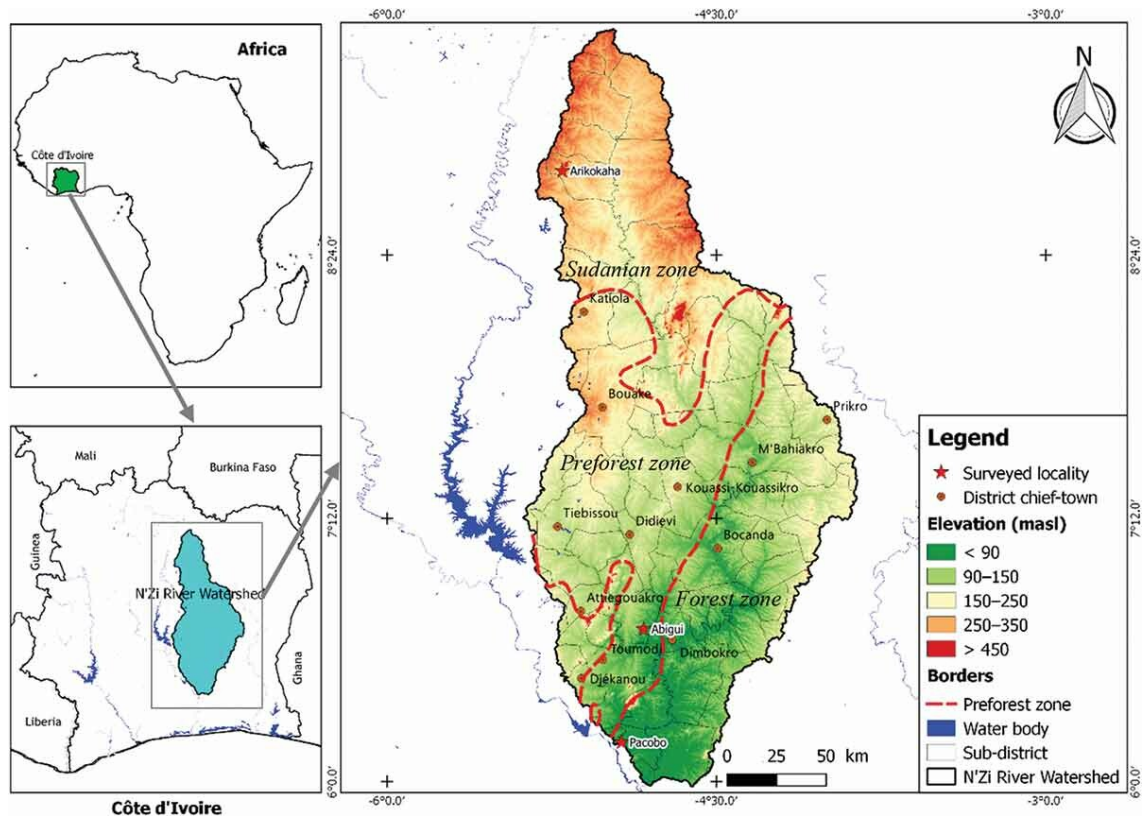 Africa
Côte d'Ivoire
Mali
Burkina Faso
Guinea
N'Zi River Watershed
Ghana
Liberia
Côte d'Ivoire
-6°0.0'
-4°30.0'
-3°0.0'
8°24.0'
7°12.0'
6°0.0'
8°24.0'
7°12.0'
6°0.0'
-6°0.0'
-4°30.0'
-3°0.0'
N
Arikokaha
Sudanian zone
Katiola
Bouake
Prikro
M'Bahiakro
Preforest zone
Kouassi-Kouassikro
Tiebissou
Didievi
Bocanda
Attiegouakro
Forest zone
Abigui
Toumodi
Dimbokro
Djekanou
Pacobo
0 25 50 km
Legend
Surveyed locality
District chief-town
Elevation (masl)
< 90
90–150
150–250
250–350
> 450
Borders
Preforest zone
Water body
Sub-district
N'Zi River Watershed